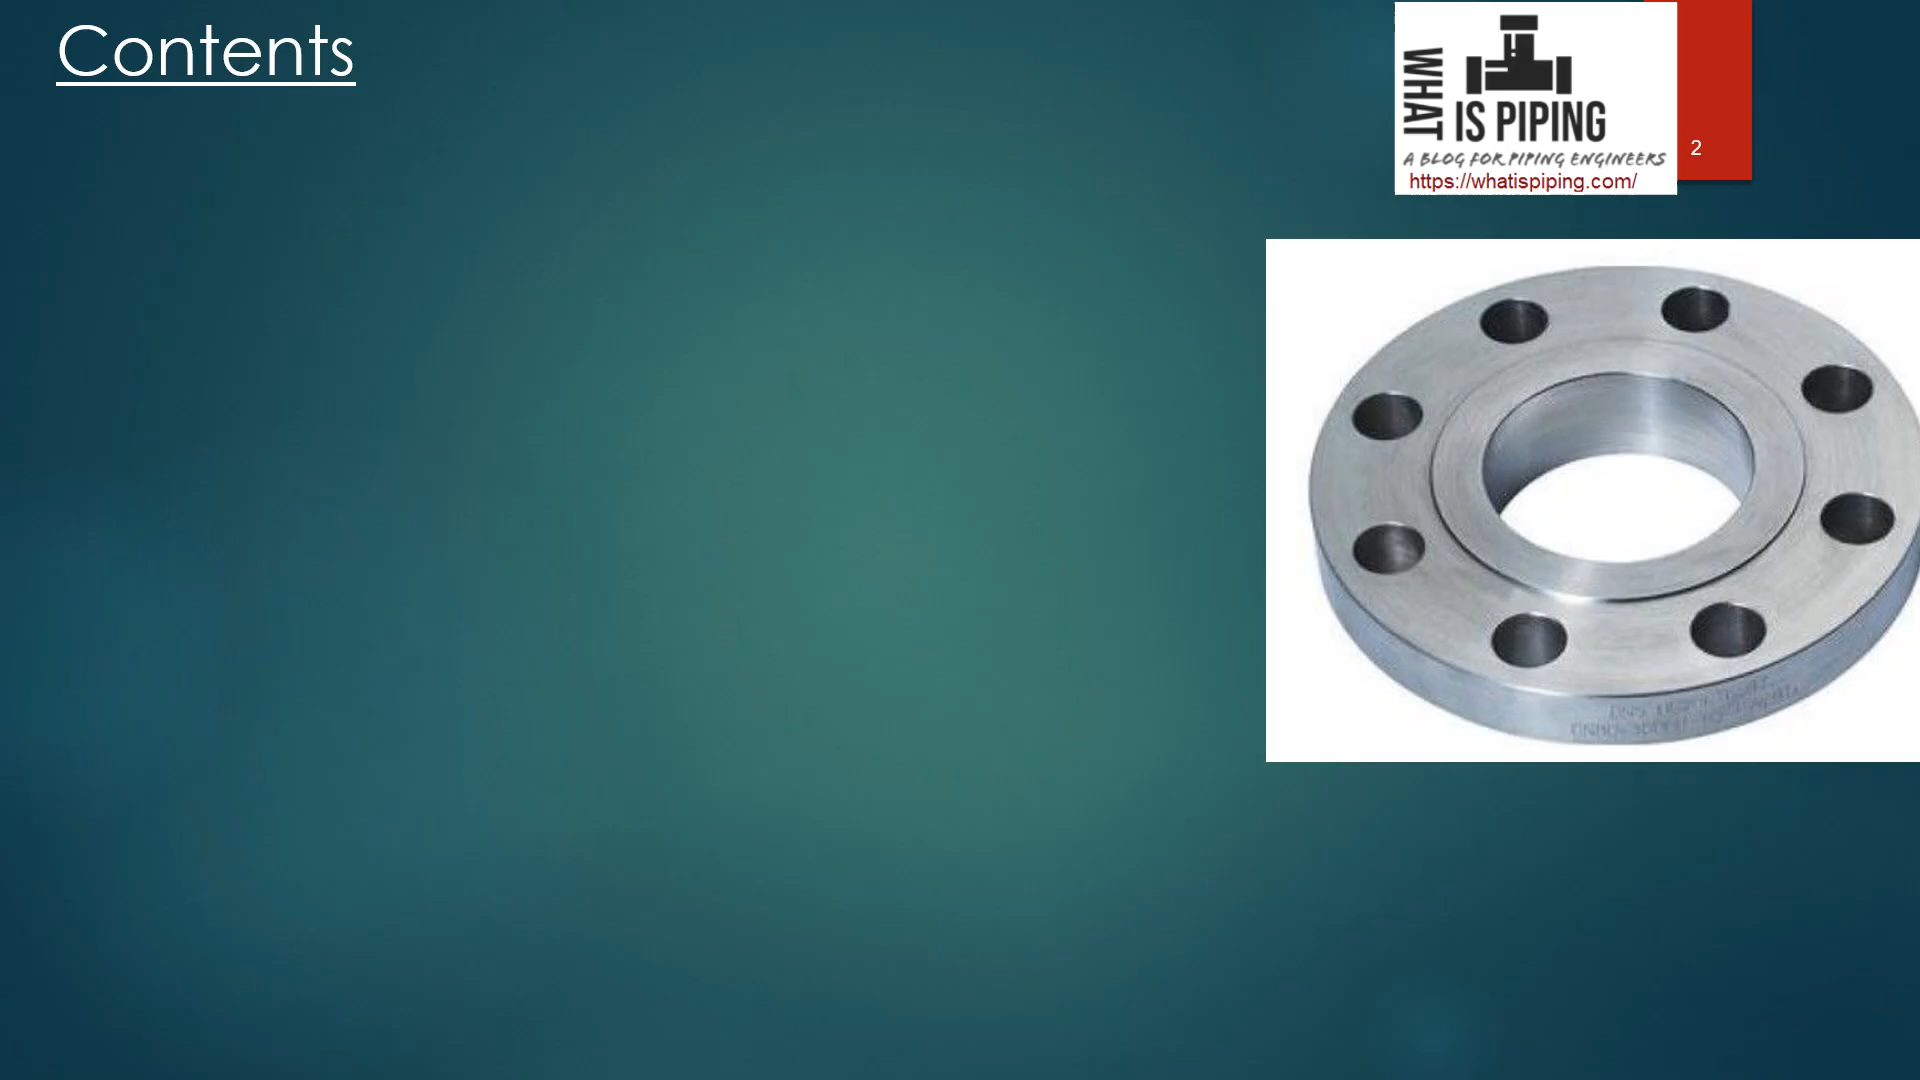 Contents
WHAT
IS PIPING
A BLOG FOR PIPING ENGINEERS
https://whatispiping.com/
2